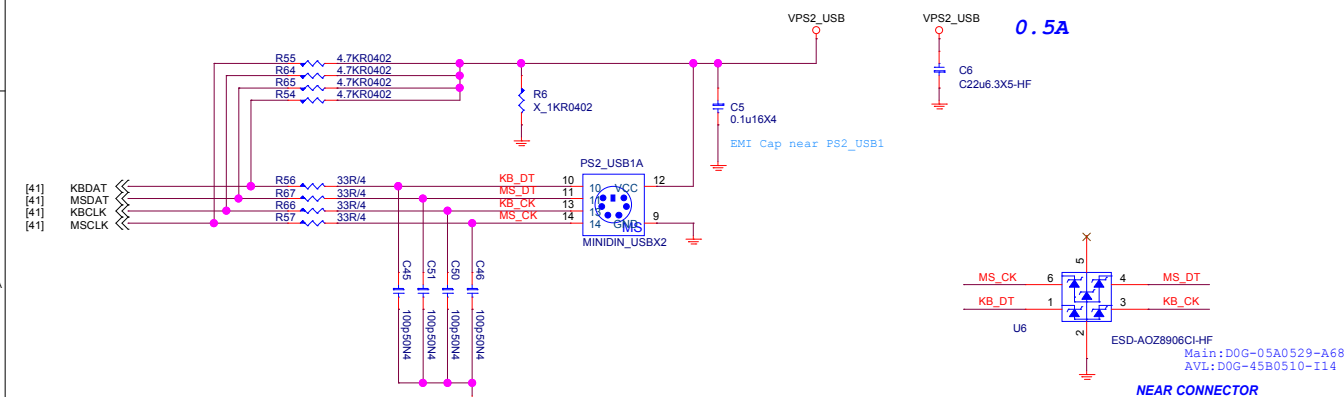 VPS2_USB
VPS2_USB
0.5A
R55 4.7KR0402
R64 4.7KR0402
R65 4.7KR0402
R54 4.7KR0402
R6
X_1KR0402
C5
0.1u16X4
EMI Cap near PS2_USB1
C6
C22u6.3X5-HF
PS2_USB1A
[41] KBDAT R56 33R/4 KB_DT 10 10 VCC 12
[41] MSDAT R67 33R/4 MS_DT 11 11
[41] KBCLK R66 33R/4 KB_CK 13 13
[41] MSCLK R57 33R/4 MS_CK 14 14 GND 9
MS
MINIDIN_USBX2
C45 100p50N4
C51 100p50N4
C50 100p50N4
C46 100p50N4
5
MS_CK 6 4 MS_DT
KB_DT 1 3 KB_CK
2
U6
ESD-AOZ8906CI-HF
Main:D0G-05A0529-A68
AVL:D0G-45B0510-I14
NEAR CONNECTOR